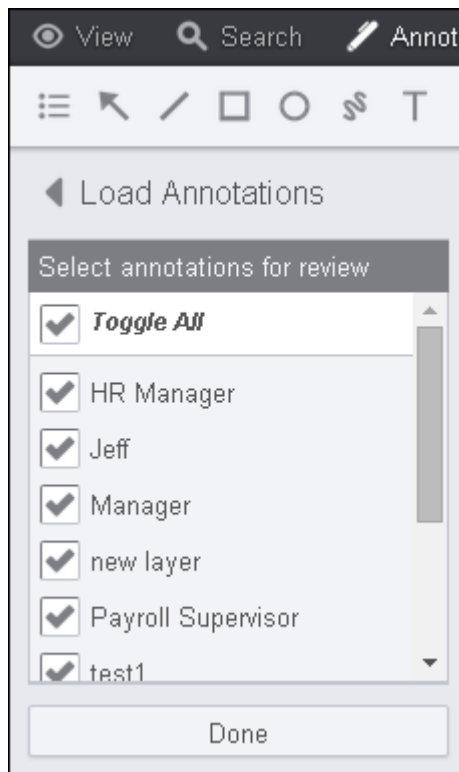 View Search Annot
T
Load Annotations
Select annotations for review
Toggle All
HR Manager
Jeff
Manager
new layer
Payroll Supervisor
test1
Done